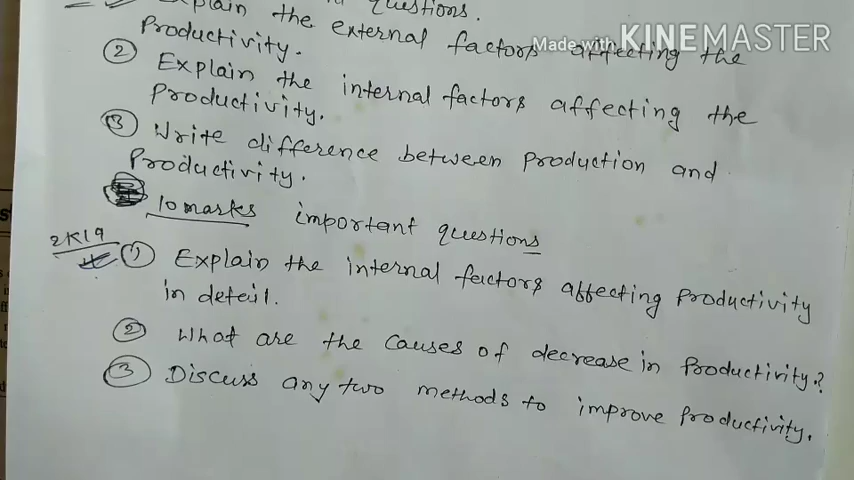 Explain the external factors affecting the
Productivity.
② Explain the internal factors affecting the
Productivity.
③ Write difference between production and
Productivity.
10 marks important questions
2K19 ① Explain the internal factors affecting Productivity
in detail.
② What are the causes of decrease in Productivity?
③ Discuss any two methods to improve Productivity.
Made with KINEMASTER